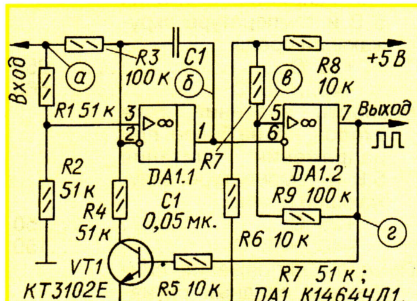 Вход
а
R3
100 к
C1
б
в
R8
10 к
+5 В
R1 51 к
3
2
▷∞
1
R7
5
6
▷∞
7
Выход
DA1.1
DA1.2
R2
51 к
R4
51 к
C1
0,05 мк.
R9 100 к
г
R6 10 к
VT1
КТ3102Е
R5 10 к
R7 51 к;
DA1 К1464УД1